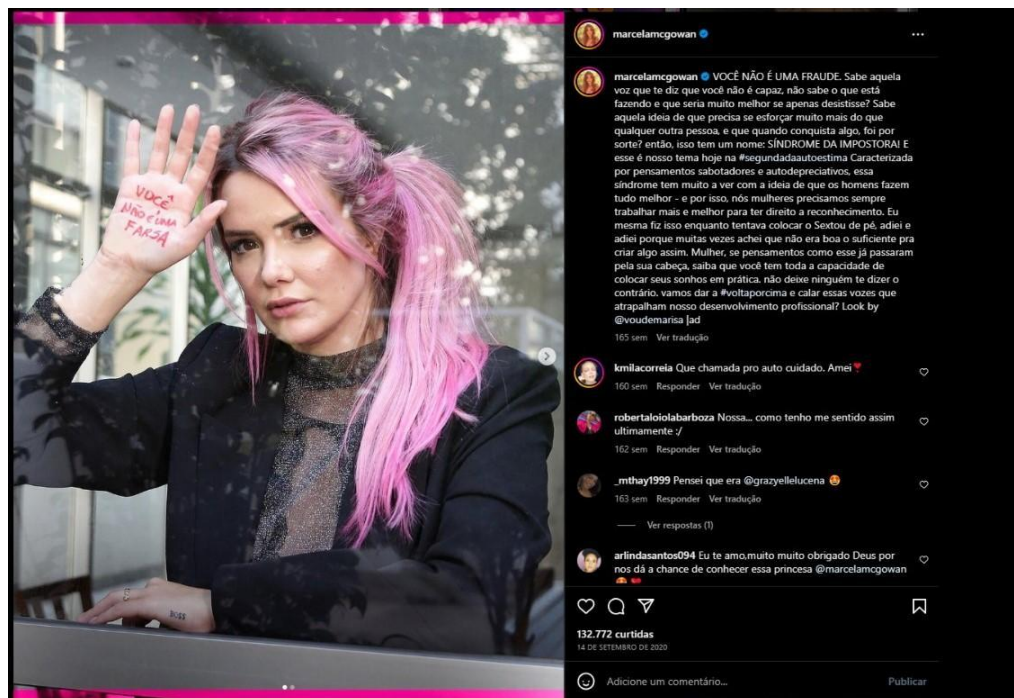 VOCÊ
NÃO É UMA
FARSA
BOSS
marcelamcgowan
marcelamcgowan VOCÊ NÃO É UMA FRAUDE. Sabe aquela
voz que te diz que você não é capaz, não sabe o que está
fazendo e que seria muito melhor se apenas desistisse? Sabe
aquela ideia de que precisa se esforçar muito mais do que
qualquer outra pessoa, e que quando conquista algo, foi por
sorte? então, isso tem um nome: SÍNDROME DA IMPOSTORA! E
esse é nosso tema hoje na #segundadaautoestima Caracterizada
por pensamentos sabotadores e autodepreciativos, essa
síndrome tem muito a ver com a ideia de que os homens fazem
tudo melhor - e por isso, nós mulheres precisamos sempre
trabalhar mais e melhor para ter direito a reconhecimento. Eu
mesma fiz isso enquanto tentava colocar o Sextou de pé, adiei e
adiei porque muitas vezes achei que não era boa o suficiente pra
criar algo assim. Mulher, se pensamentos como esse já passaram
pela sua cabeça, saiba que você tem toda a capacidade de
colocar seus sonhos em prática. não deixe ninguém te dizer o
contrário. vamos dar a #voltaporcima e calar essas vozes que
atrapalham nosso desenvolvimento profissional? Look by
@voudemarisa |ad
165 sem Ver tradução
kmilacorreia Que chamada pro auto cuidado. Amei
160 sem Responder Ver tradução
robertaloiolabarboza Nossa... como tenho me sentido assim
ultimamente :/
162 sem Responder Ver tradução
_mthay1999 Pensei que era @grazyellelucena
163 sem Responder Ver tradução
Ver respostas (1)
arlindasantos094 Eu te amo,muito muito obrigado Deus por
nos dá a chance de conhecer essa princesa @marcelamcgowan
132.772 curtidas
14 DE SETEMBRO DE 2020
Adicione um comentário...
Publicar